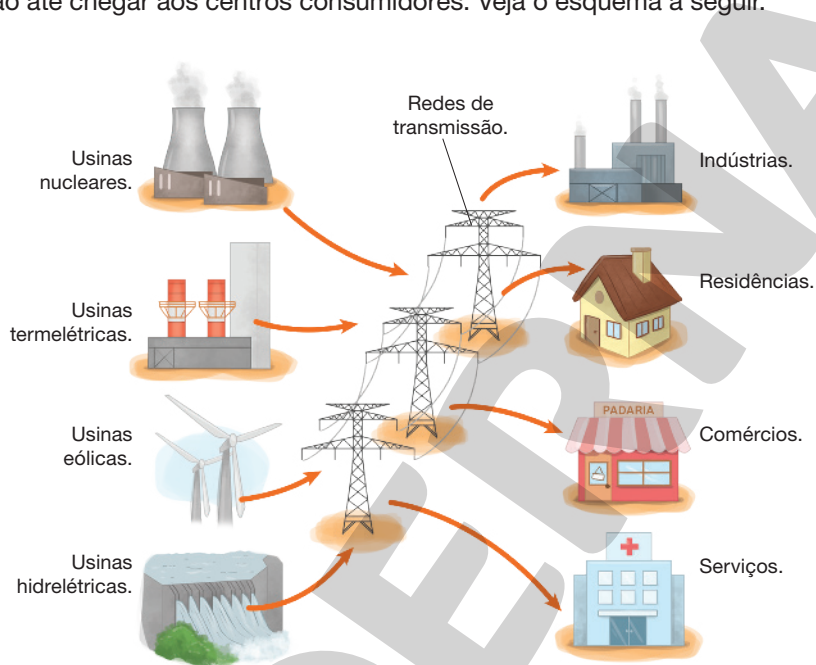 ão até chegar aos centros consumidores. Veja o esquema a seguir.
Redes de
transmissão.
Usinas
nucleares.
Indústrias.
Usinas
termelétricas.
Residências.
Usinas
eólicas.
PADARIA
Comércios.
Usinas
hidrelétricas.
Serviços.